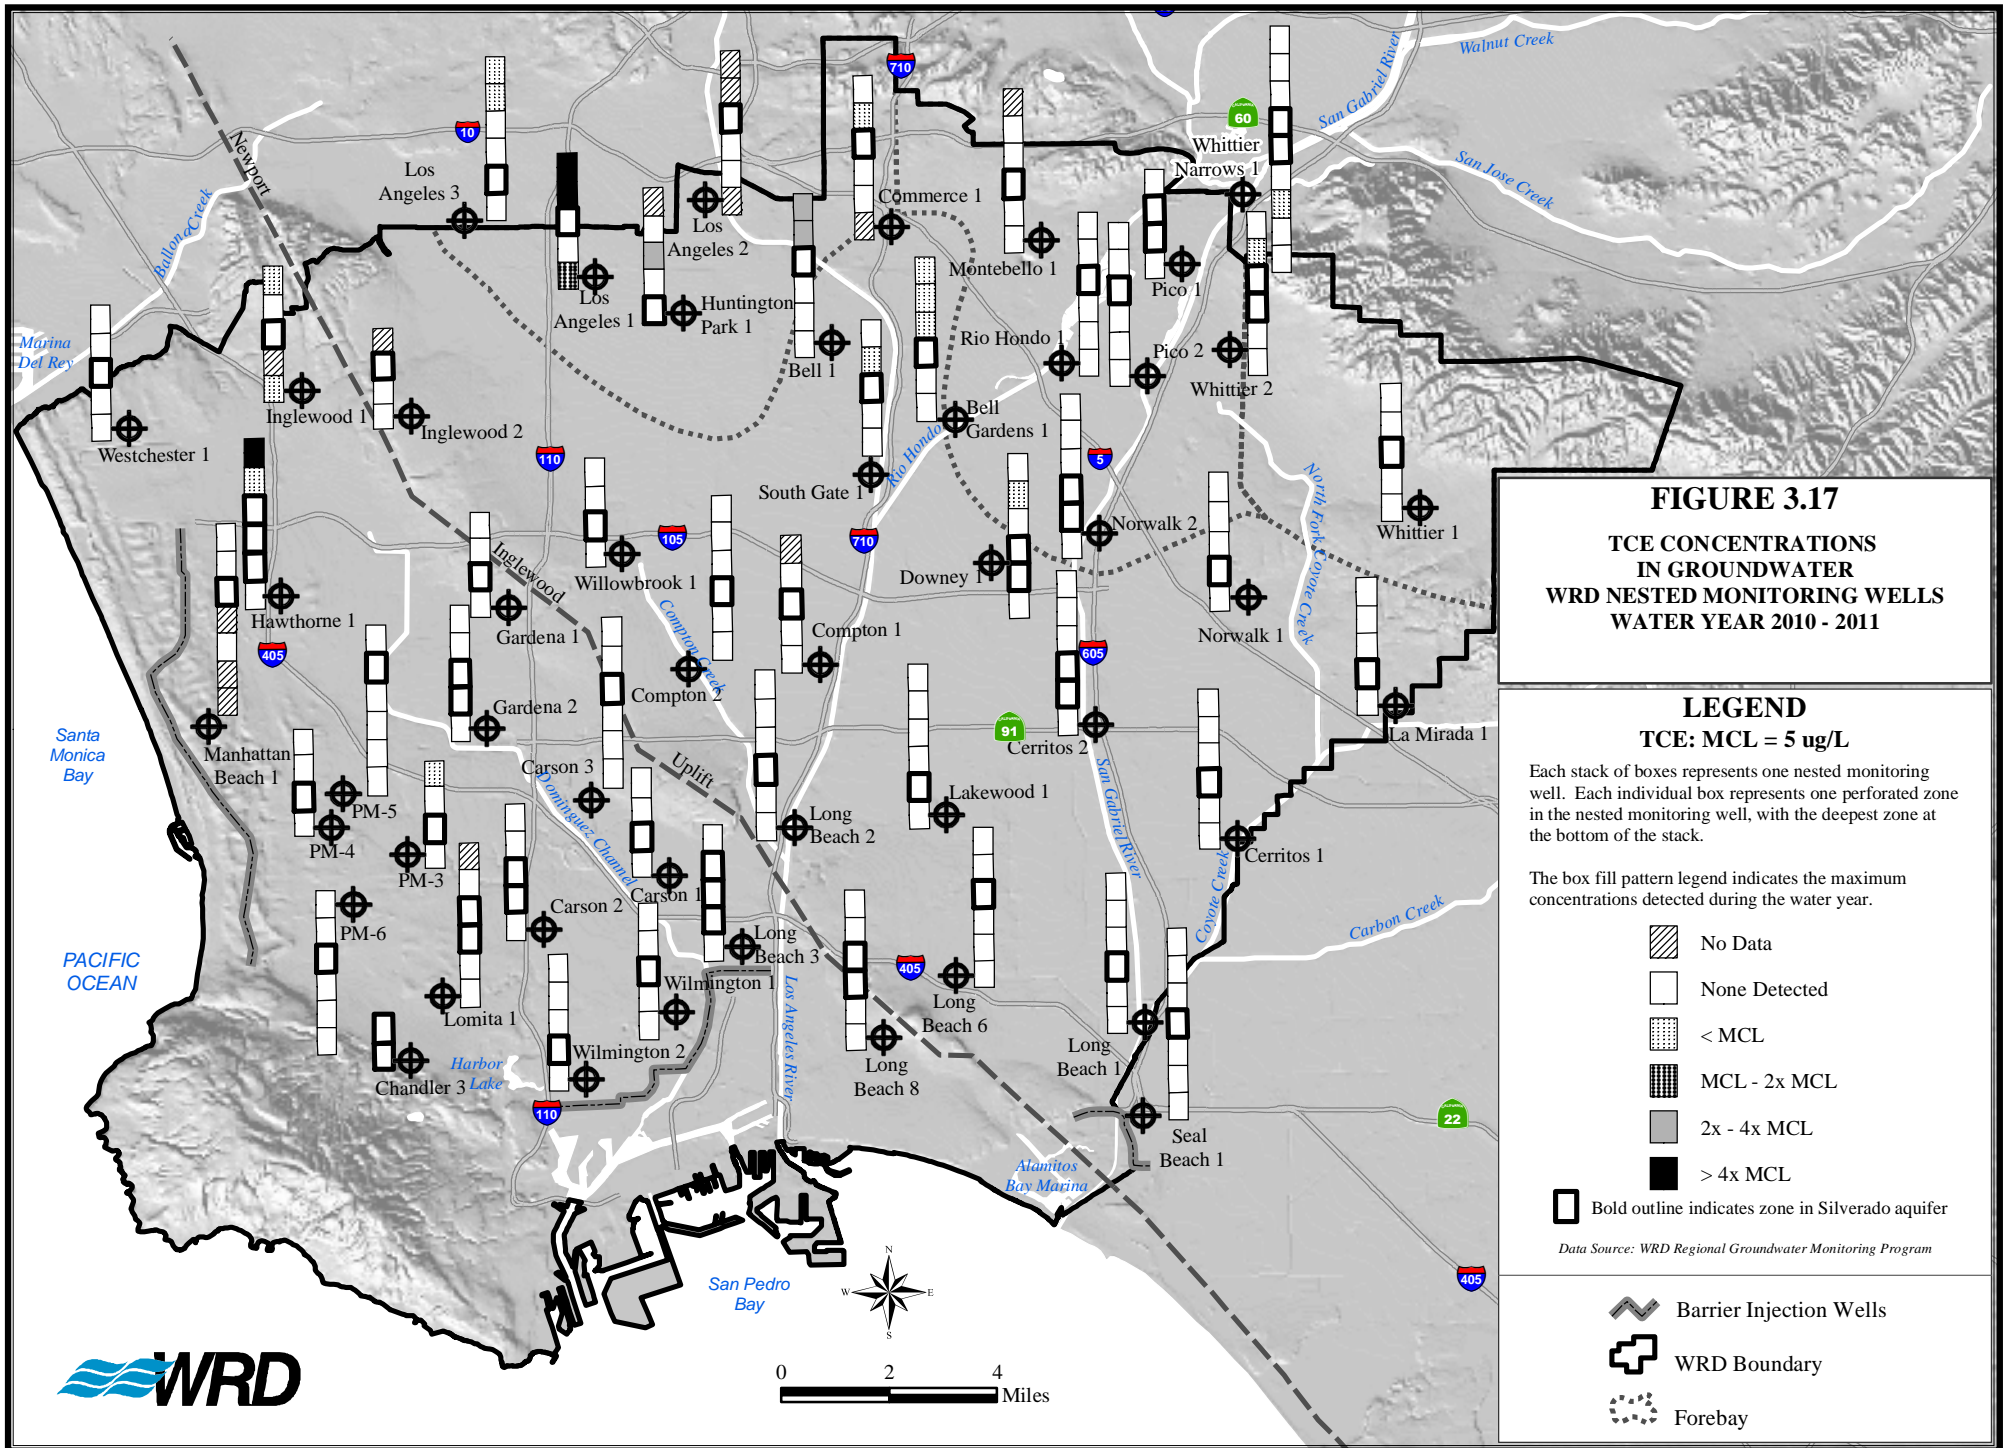 FIGURE 3.17
TCE CONCENTRATIONS
IN GROUNDWATER
WRD NESTED MONITORING WELLS
WATER YEAR 2010 - 2011
LEGEND
TCE: MCL = 5 ug/L
Each stack of boxes represents one nested monitoring
well. Each individual box represents one perforated zone
in the nested monitoring well, with the deepest zone at
the bottom of the stack.
The box fill pattern legend indicates the maximum
concentrations detected during the water year.
No Data
None Detected
< MCL
MCL - 2x MCL
2x - 4x MCL
> 4x MCL
Bold outline indicates zone in Silverado aquifer
Data Source: WRD Regional Groundwater Monitoring Program
Barrier Injection Wells
WRD Boundary
Forebay
Walnut Creek
San Gabriel River
San Jose Creek
710
10
CALIFORNIA
60
Newport
Ballona Creek
Los
Angeles 3
Los
Angeles 2
Commerce 1
Whittier
Narrows 1
Montebello 1
Pico 1
Los
Angeles 1
Huntington
Park 1
Bell 1
Rio Hondo 1
Pico 2
Whittier 2
Marina
Del Rey
Inglewood 1
Inglewood 2
Westchester 1
Bell
Gardens 1
Rio Hondo
South Gate 1
110
5
North Fork Coyote Creek
Whittier 1
Norwalk 2
105
710
Inglewood
Willowbrook 1
Downey 1
Hawthorne 1
Gardena 1
Compton Creek
Compton 1
Norwalk 1
405
605
Compton 2
Gardena 2
Manhattan
Beach 1
Santa
Monica
Bay
CALIFORNIA
91
Cerritos 2
La Mirada 1
Carson 3
Uplift
Dominguez Channel
San Gabriel River
Lakewood 1
PM-5
PM-4
PM-3
Long
Beach 2
Cerritos 1
Coyote Creek
Carson 1
Carson 2
PM-6
Carbon Creek
Long
Beach 3
PACIFIC
OCEAN
405
Wilmington 1
Los Angeles River
Long
Beach 6
Lomita 1
Wilmington 2
Harbor
Lake
Chandler 3
Long
Beach 8
Long
Beach 1
110
CALIFORNIA
22
Seal
Beach 1
Alamitos
Bay Marina
San Pedro
Bay
N
W
E
S
405
WRD
0 2 4
Miles